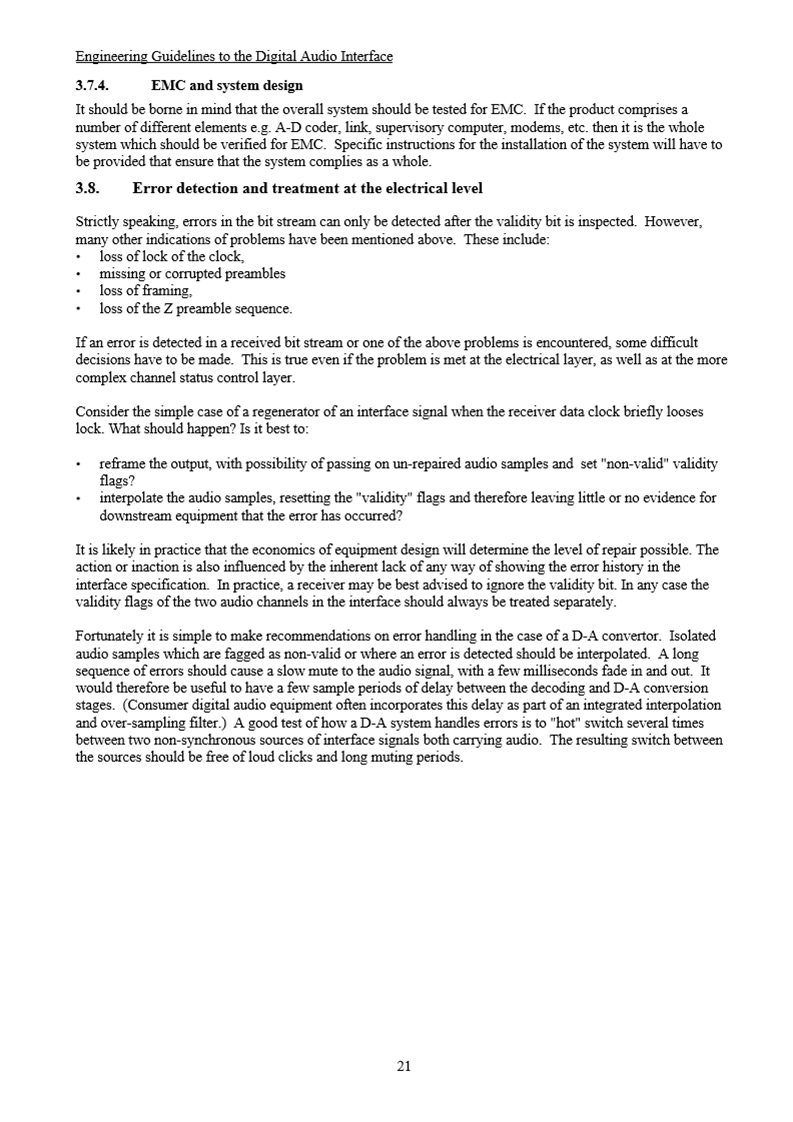 Engineering Guidelines to the Digital Audio Interface
3.7.4. EMC and system design
It should be borne in mind that the overall system should be tested for EMC. If the product comprises a
number of different elements e.g. A-D coder, link, supervisory computer, modems, etc. then it is the whole
system which should be verified for EMC. Specific instructions for the installation of the system will have to
be provided that ensure that the system complies as a whole.
3.8. Error detection and treatment at the electrical level
Strictly speaking, errors in the bit stream can only be detected after the validity bit is inspected. However,
many other indications of problems have been mentioned above. These include:
• loss of lock of the clock,
• missing or corrupted preambles
• loss of framing,
• loss of the Z preamble sequence.
If an error is detected in a received bit stream or one of the above problems is encountered, some difficult
decisions have to be made. This is true even if the problem is met at the electrical layer, as well as at the more
complex channel status control layer.
Consider the simple case of a regenerator of an interface signal when the receiver data clock briefly looses
lock. What should happen? Is it best to:
• reframe the output, with possibility of passing on un-repaired audio samples and set "non-valid" validity
flags?
• interpolate the audio samples, resetting the "validity" flags and therefore leaving little or no evidence for
downstream equipment that the error has occurred?
It is likely in practice that the economics of equipment design will determine the level of repair possible. The
action or inaction is also influenced by the inherent lack of any way of showing the error history in the
interface specification. In practice, a receiver may be best advised to ignore the validity bit. In any case the
validity flags of the two audio channels in the interface should always be treated separately.
Fortunately it is simple to make recommendations on error handling in the case of a D-A convertor. Isolated
audio samples which are fagged as non-valid or where an error is detected should be interpolated. A long
sequence of errors should cause a slow mute to the audio signal, with a few milliseconds fade in and out. It
would therefore be useful to have a few sample periods of delay between the decoding and D-A conversion
stages. (Consumer digital audio equipment often incorporates this delay as part of an integrated interpolation
and over-sampling filter.) A good test of how a D-A system handles errors is to "hot" switch several times
between two non-synchronous sources of interface signals both carrying audio. The resulting switch between
the sources should be free of loud clicks and long muting periods.
21